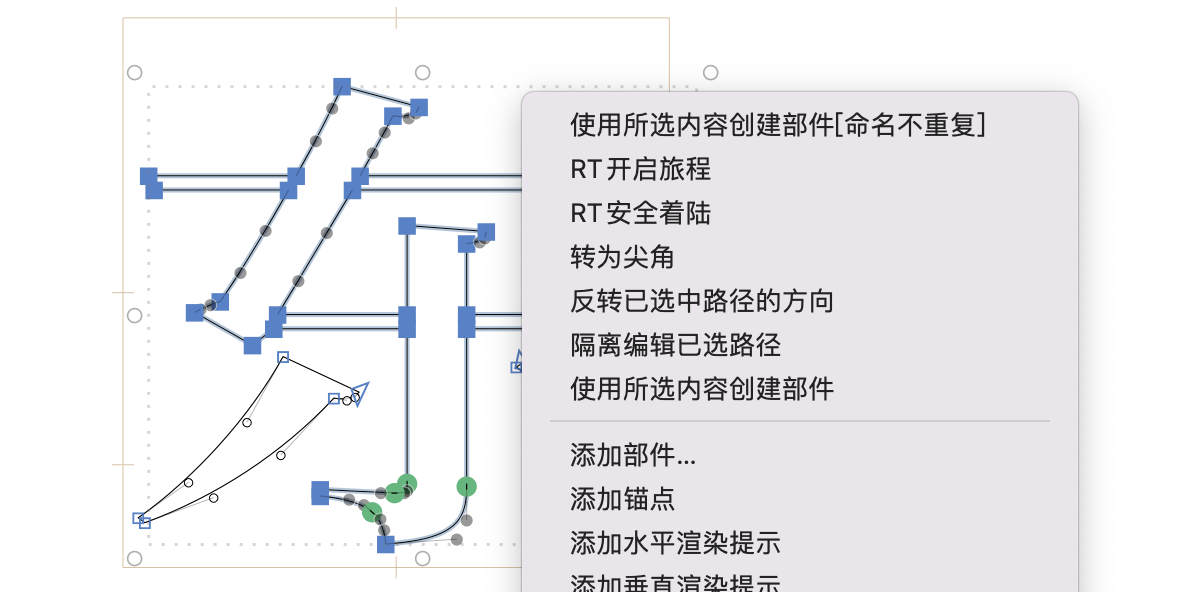 使用所选内容创建部件[命名不重复]
RT 开启旅程
RT 安全着陆
转为尖角
反转已选中路径的方向
隔离编辑已选路径
使用所选内容创建部件
添加部件...
添加锚点
添加水平渲染提示
添加垂直渲染提示